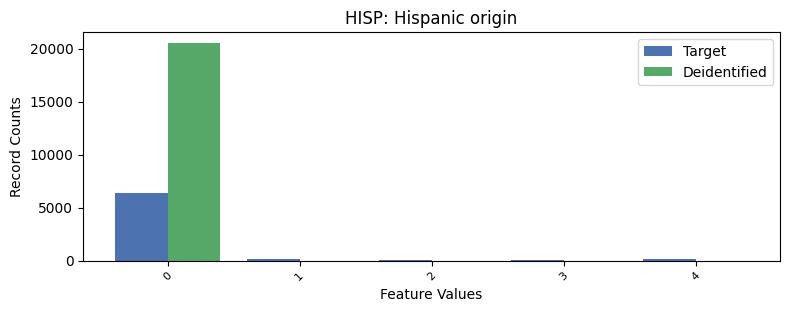 HISP: Hispanic origin
Target
Deidentified
Record Counts
20000
15000
10000
5000
0
0 1 2 3 4
Feature Values